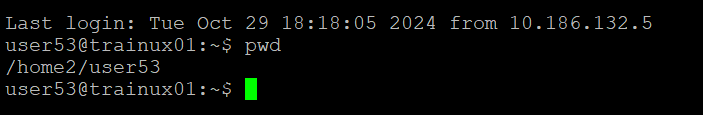 Last login: Tue Oct 29 18:18:05 2024 from 10.186.132.5
user53@trainux01:~$ pwd
/home2/user53
user53@trainux01:~$